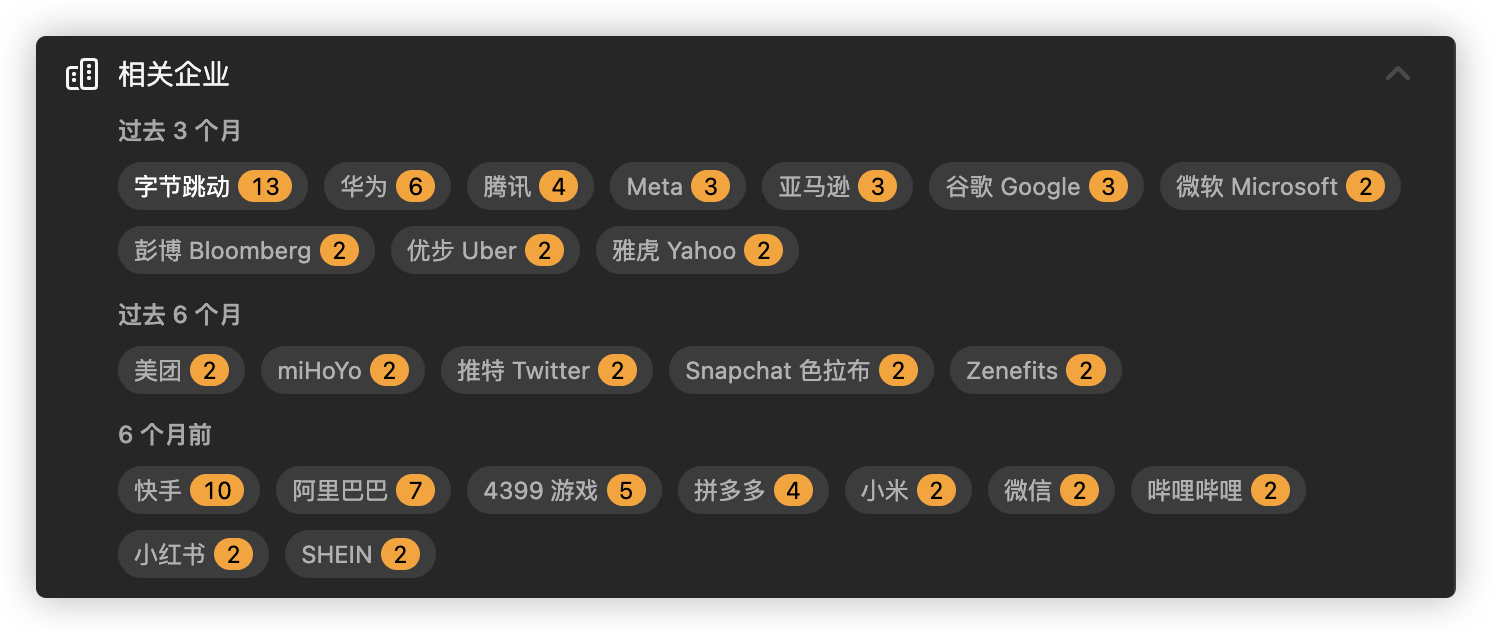 相关企业
过去 3 个月
字节跳动 13 华为 6 腾讯 4 Meta 3 亚马逊 3 谷歌 Google 3 微软 Microsoft 2
彭博 Bloomberg 2 优步 Uber 2 雅虎 Yahoo 2
过去 6 个月
美团 2 miHoYo 2 推特 Twitter 2 Snapchat 色拉布 2 Zenefits 2
6 个月前
快手 10 阿里巴巴 7 4399 游戏 5 拼多多 4 小米 2 微信 2 哔哩哔哩 2
小红书 2 SHEIN 2